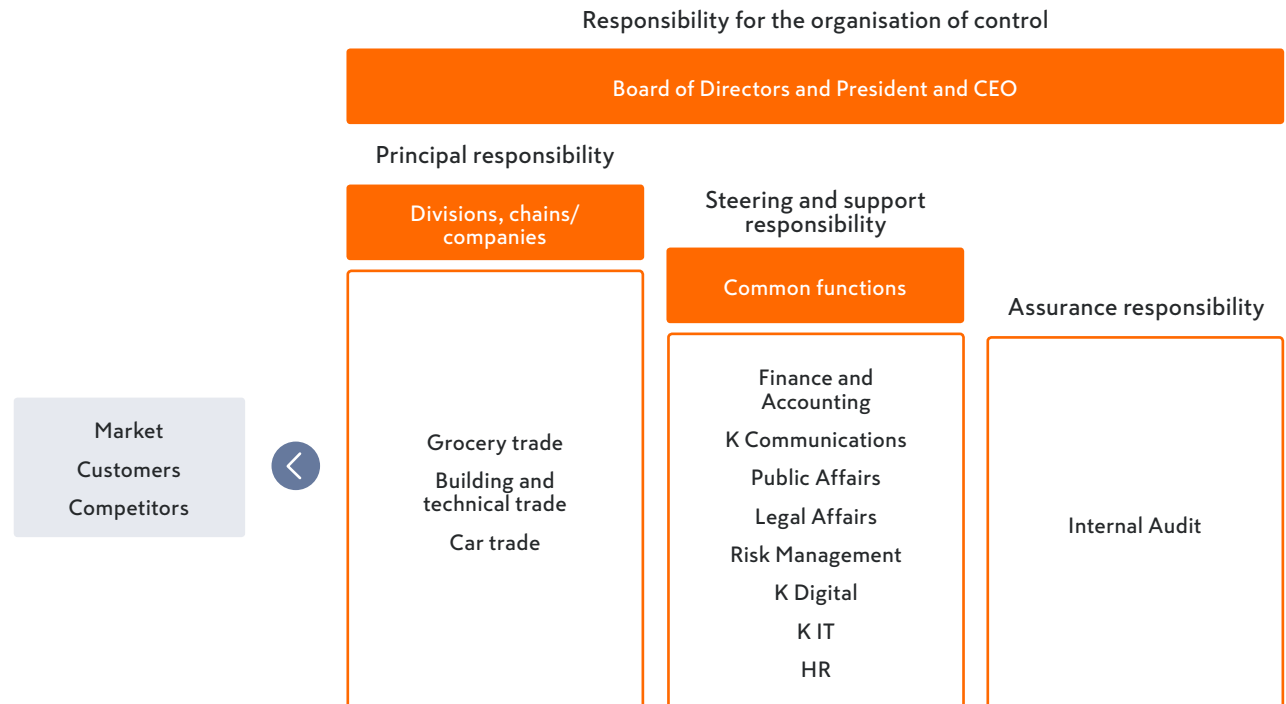 Responsibility for the organisation of control
Board of Directors and President and CEO
Principal responsibility
Divisions, chains/
companies
Grocery trade
Building and
technical trade
Car trade
Steering and support
responsibility
Common functions
Finance and
Accounting
K Communications
Public Affairs
Legal Affairs
Risk Management
K Digital
K IT
HR
Assurance responsibility
Internal Audit
Market
Customers
Competitors